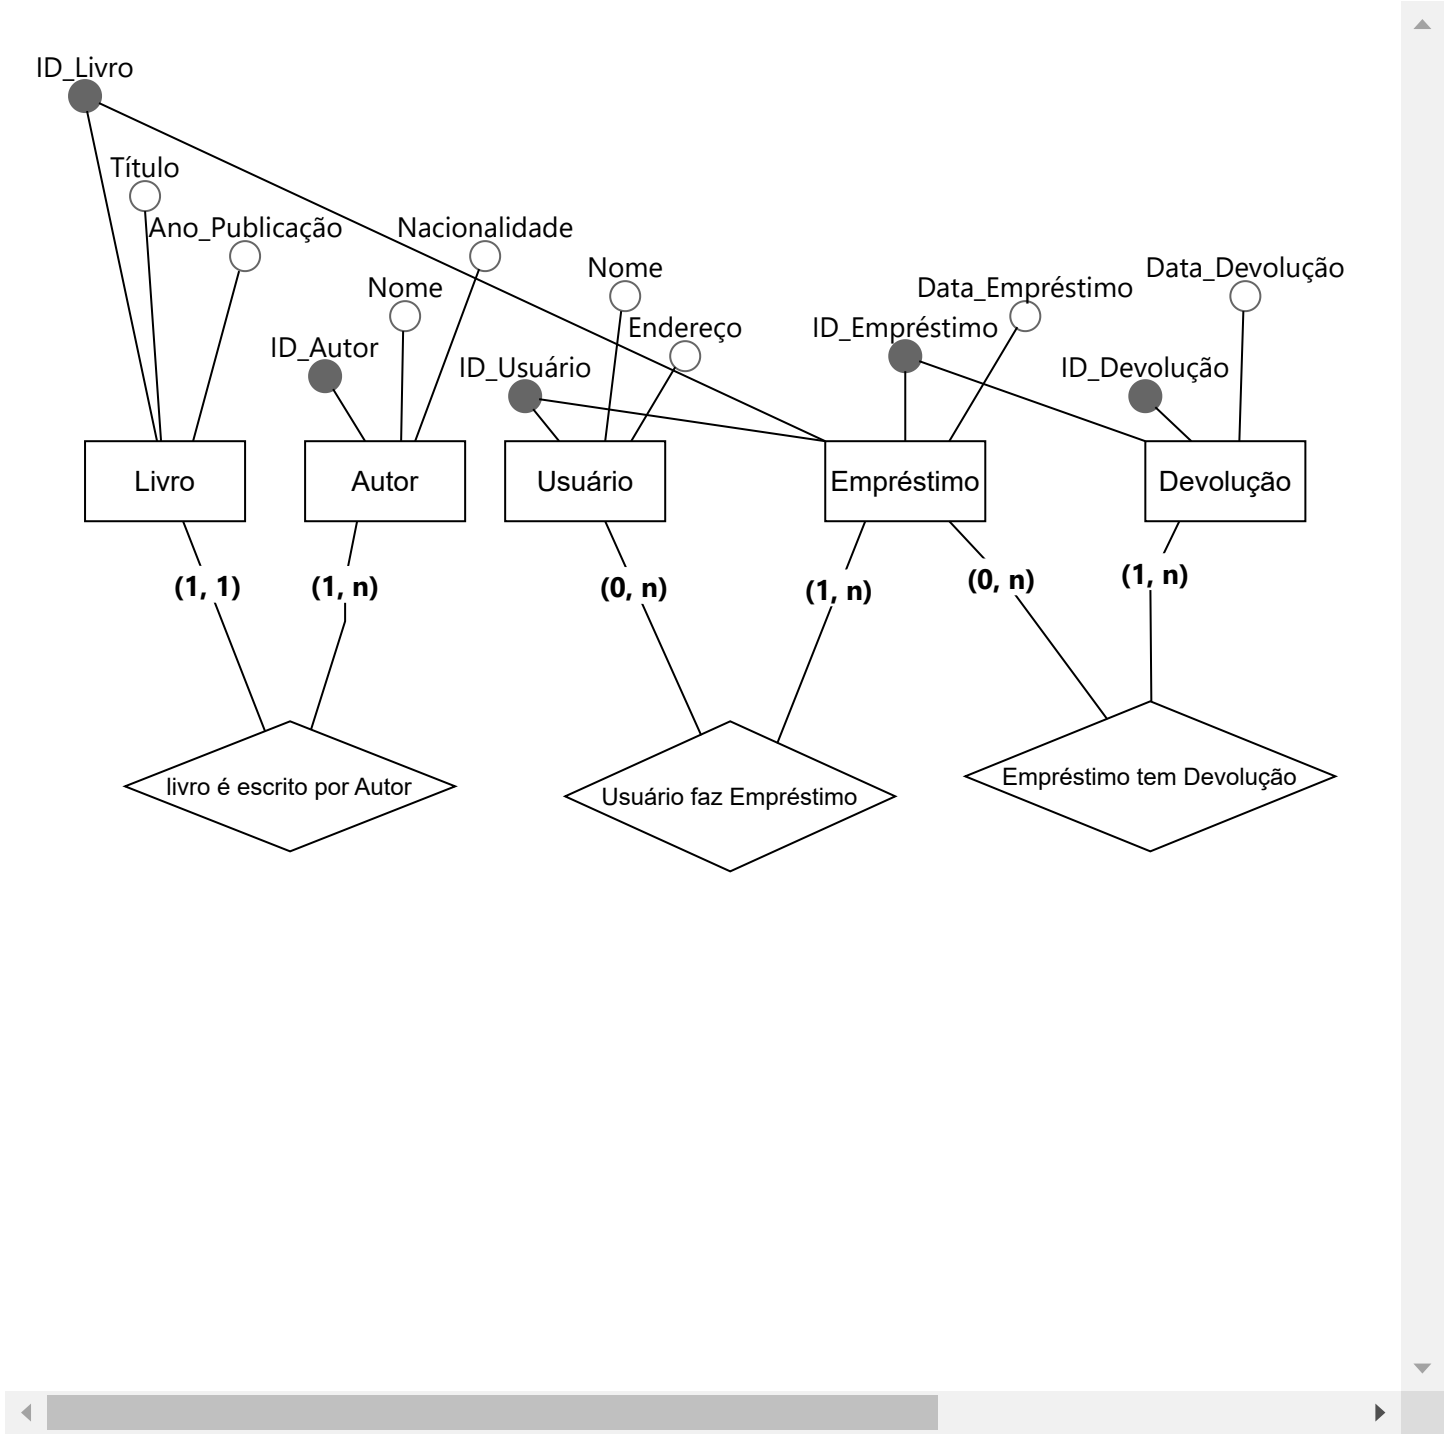 ID_Livro
Título
Ano_Publicação
Nacionalidade
Nome
Data_Devolução
Nome
Data_Empréstimo
Endereço
ID_Empréstimo
ID_Autor
ID_Usuário
ID_Devolução
Livro
Autor
Usuário
Empréstimo
Devolução
(1, 1)
(1, n)
(0, n)
(1, n)
(0, n)
(1, n)
livro é escrito por Autor
Usuário faz Empréstimo
Empréstimo tem Devolução